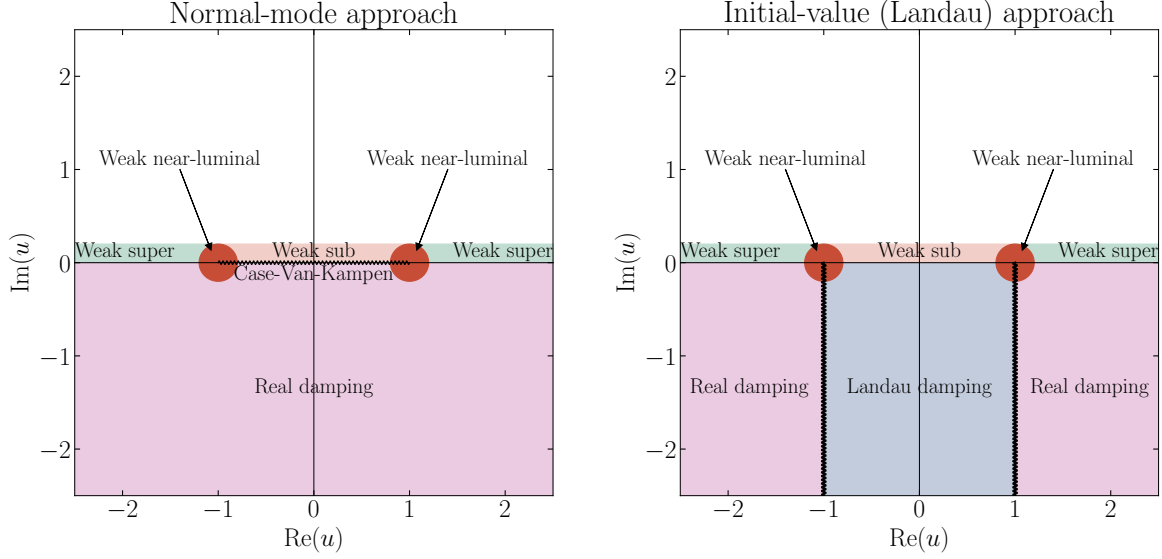 Normal-mode approach
2
1
0
−1
−2
Im(u)
Weak near-luminal
Weak near-luminal
Weak super
Weak sub
Weak super
Case-Van-Kampen
Real damping
−2
−1
0
1
2
Re(u)
Initial-value (Landau) approach
2
1
0
−1
−2
Im(u)
Weak near-luminal
Weak near-luminal
Weak super
Weak sub
Weak super
Real damping
Landau damping
Real damping
−2
−1
0
1
2
Re(u)